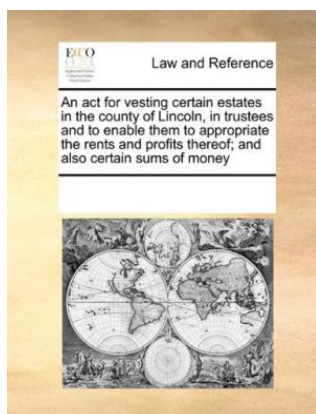 ECCO
Law and Reference
An act for vesting certain estates
in the county of Lincoln, in trustees
and to enable them to appropriate
the rents and profits thereof; and
also certain sums of money